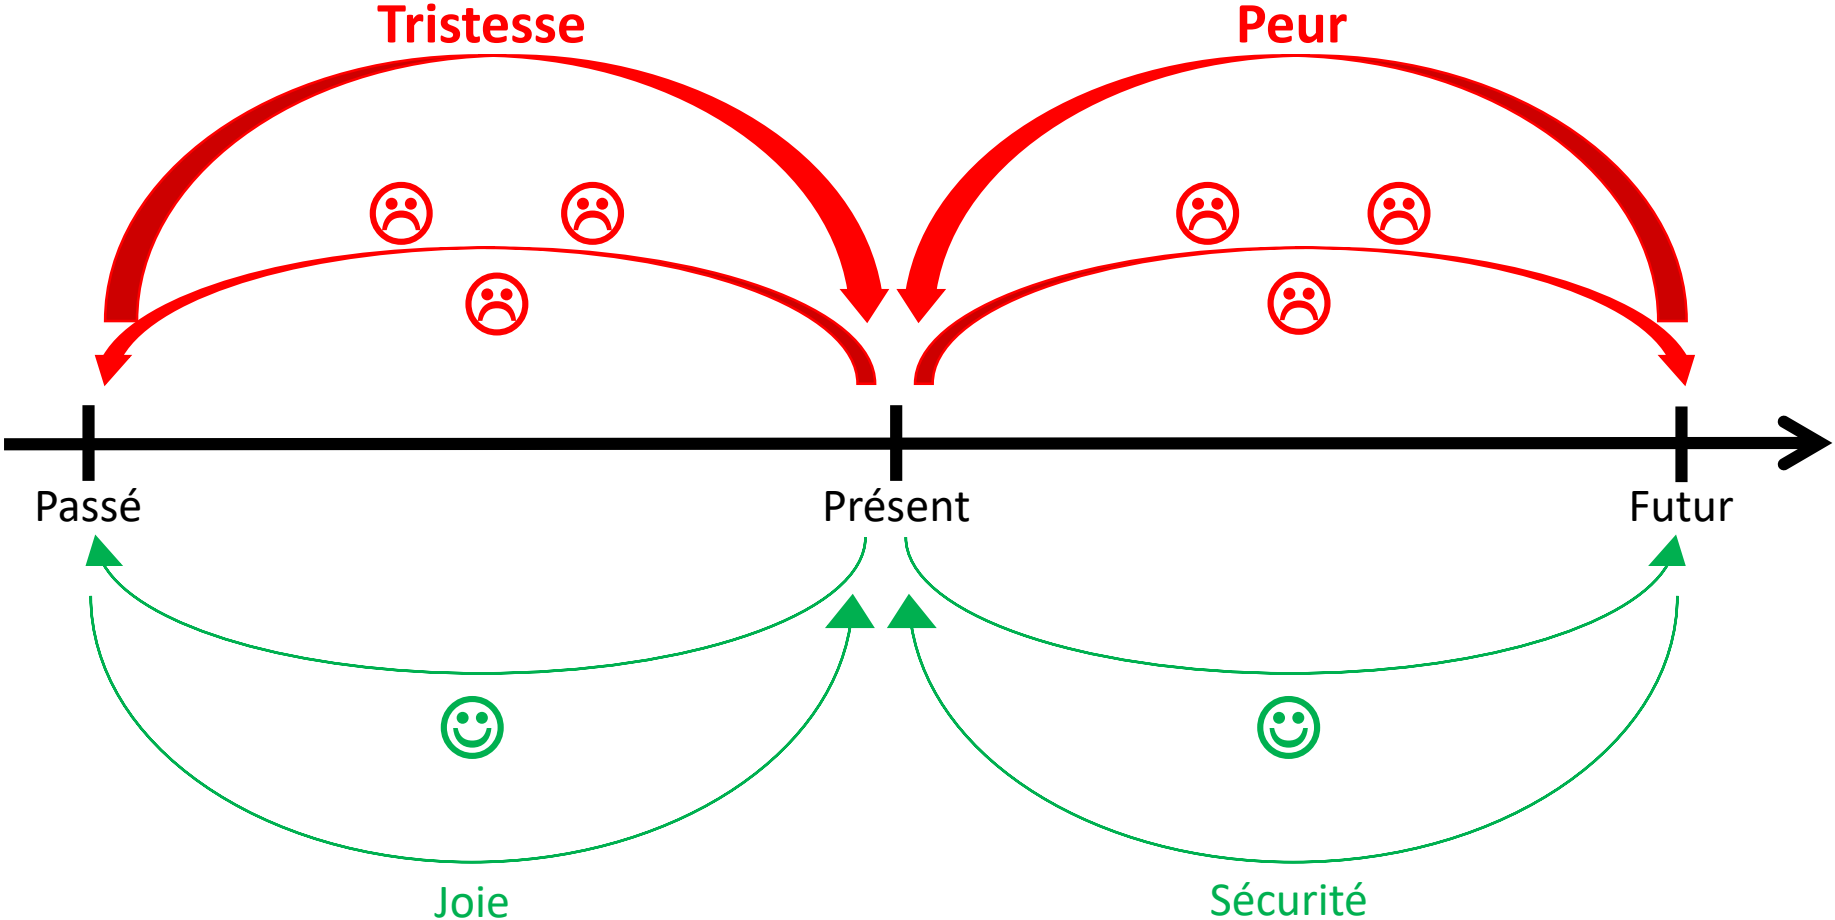 Tristesse
Peur
Passé
Présent
Futur
Joie
Sécurité